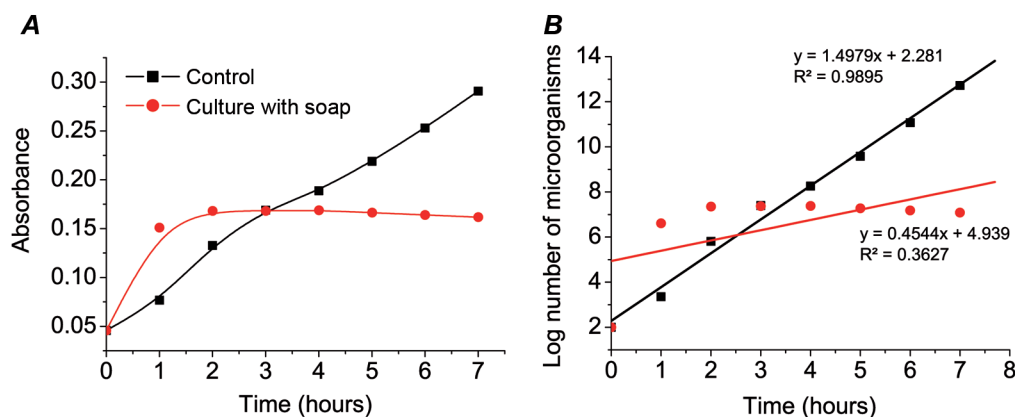 A
Control
Culture with soap
Absorbance
0.30
0.25
0.20
0.15
0.10
0.05
0 1 2 3 4 5 6 7
Time (hours)
B
Log number of microorganisms
14
12
10
8
6
4
2
y = 1.4979x + 2.281
R² = 0.9895
y = 0.4544x + 4.939
R² = 0.3627
0 1 2 3 4 5 6 7 8
Time (hours)